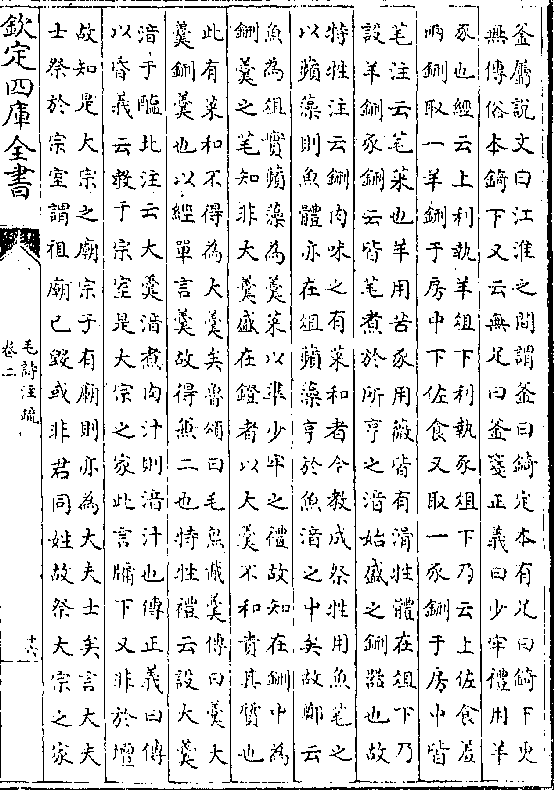 釜屬說文曰江淮之間謂釜曰錡定本有足曰錡下更
無傳俗本錡下又云無足曰釜箋正義曰少牢禮用羊
豕也經云上利執羊俎下利執豕俎下乃云上佐食羞
兩鉶取一羊鉶于房中下佐食又取一豕鉶于房中皆
芼注云芼菜也羊用苦豕用薇皆有滑牲體在俎下乃
設羊鉶豕鉶云皆芼煮於所亨之湆始盛之鉶器也故
特牲注云鉶肉味之有菜和者今教成祭牲用魚芼之
以蘋藻則魚體亦在俎蘋藻亨於魚湆之中矣故鄭云
魚為俎實蘋藻為羹菜以準少牢之禮故知在鉶中為
鉶羹之芼知非大羹盛在鐙者以大羹不和貴其質也
此有菜和不得為大羹矣魯頌曰毛炰胾羹傳曰羹大
羹鉶羹也以經單言羹故得兼二也特牲禮云設大羹
湆于醢北注云大羹湆煮肉汁則湆汁也傳正義曰傳
以昏義云教于宗室是大宗之家此言牖下又非於壇
故知是大宗之廟宗子有廟則亦為大夫士矣言大夫
士祭於宗室謂祖廟已毀或非君同姓故祭大宗之家
欽定四庫全書
毛詩注疏
卷二
十六